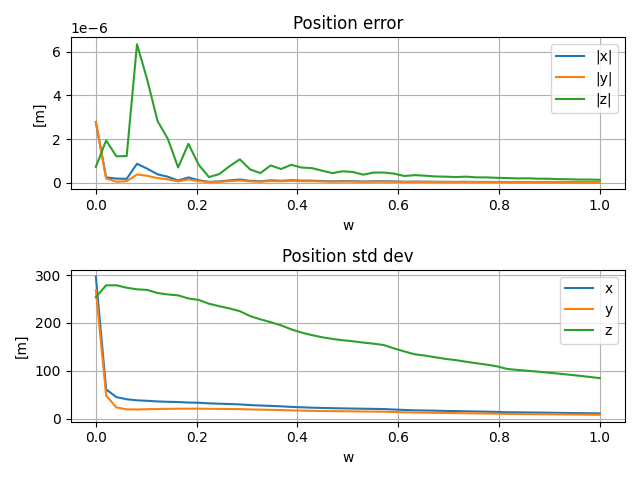 Position error
1e−6
6
4
2
0
[m]
|x|
|y|
|z|
0.0 0.2 0.4 0.6 0.8 1.0
w
Position std dev
300
200
100
0
[m]
x
y
z
0.0 0.2 0.4 0.6 0.8 1.0
w